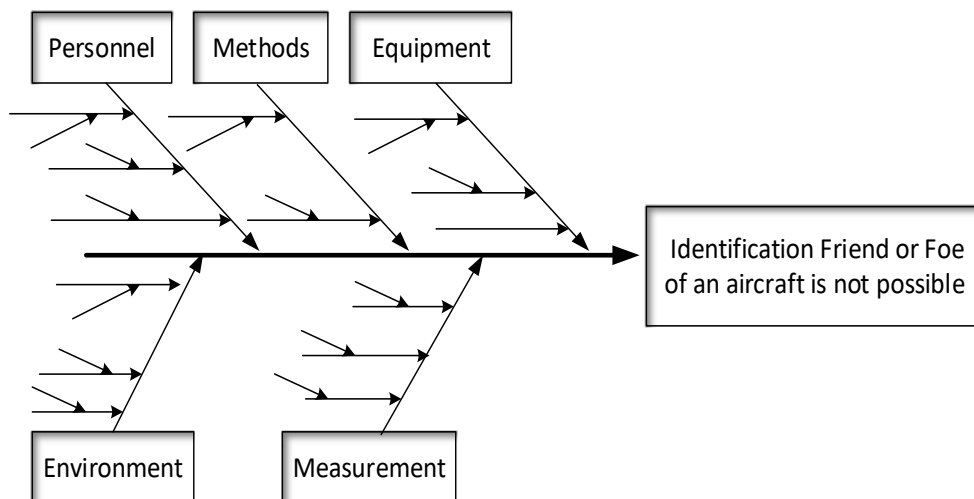 Personnel
Methods
Equipment
Identification Friend or Foe
of an aircraft is not possible
Environment
Measurement